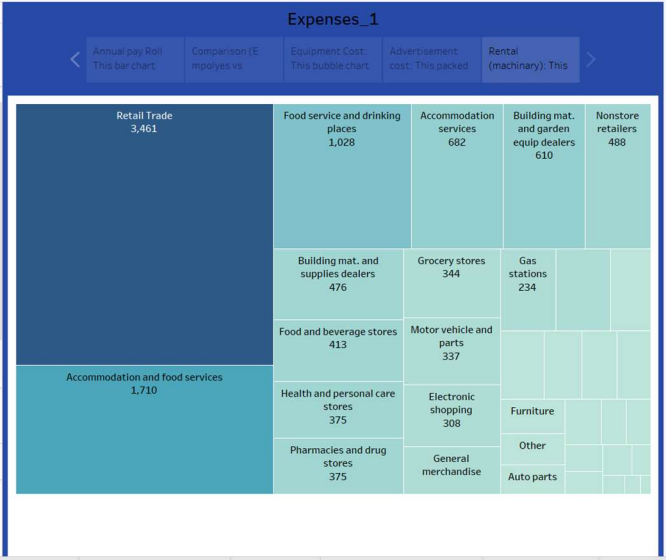 Expenses_1
Annual pay Roll
This bar chart
Comparison (E
mpolyes vs
Equipment Cost:
This bubble chart
Advertisement
cost: This packed
Rental
(machinary): This
Retail Trade
3,461
Accommodation and food services
1,710
Food service and drinking
places
1,028
Accommodation
services
682
Building mat.
and garden
equip dealers
610
Nonstore
retailers
488
Building mat. and
supplies dealers
476
Food and beverage stores
413
Health and personal care
stores
375
Pharmacies and drug
stores
375
Grocery stores
344
Motor vehicle and
parts
337
Electronic
shopping
308
General
merchandise
Gas
stations
234
Furniture
Other
Auto parts